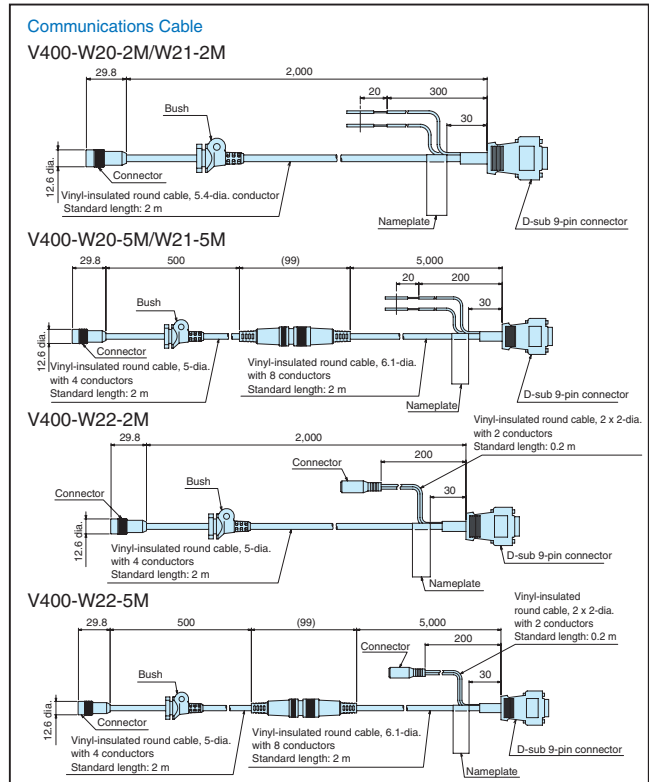 Communications Cable
V400-W20-2M/W21-2M
29.8
2,000
20
300
30
Bush
12.6 dia.
Connector
Vinyl-insulated round cable, 5.4-dia. conductor
Standard length: 2 m
Nameplate
D-sub 9-pin connector
V400-W20-5M/W21-5M
29.8
500
(99)
5,000
20
200
30
Bush
12.6 dia.
Connector
Vinyl-insulated round cable, 5-dia.
with 4 conductors
Standard length: 2 m
Vinyl-insulated round cable, 6.1-dia.
with 8 conductors
Standard length: 2 m
Nameplate
D-sub 9-pin connector
V400-W22-2M
Vinyl-insulated round cable, 2 x 2-dia.
with 2 conductors
Standard length: 0.2 m
29.8
2,000
200
30
Connector
Bush
Connector
12.6 dia.
Vinyl-insulated round cable, 5-dia.
with 4 conductors
Standard length: 2 m
Nameplate
D-sub 9-pin connector
V400-W22-5M
Vinyl-insulated
round cable, 2 x 2-dia.
with 2 conductors
Standard length: 0.2 m
29.8
500
(99)
5,000
200
30
Connector
Bush
12.6 dia.
Connector
Vinyl-insulated round cable, 5-dia.
with 4 conductors
Standard length: 2 m
Vinyl-insulated round cable, 6.1-dia.
with 8 conductors
Standard length: 2 m
Nameplate
D-sub 9-pin connector